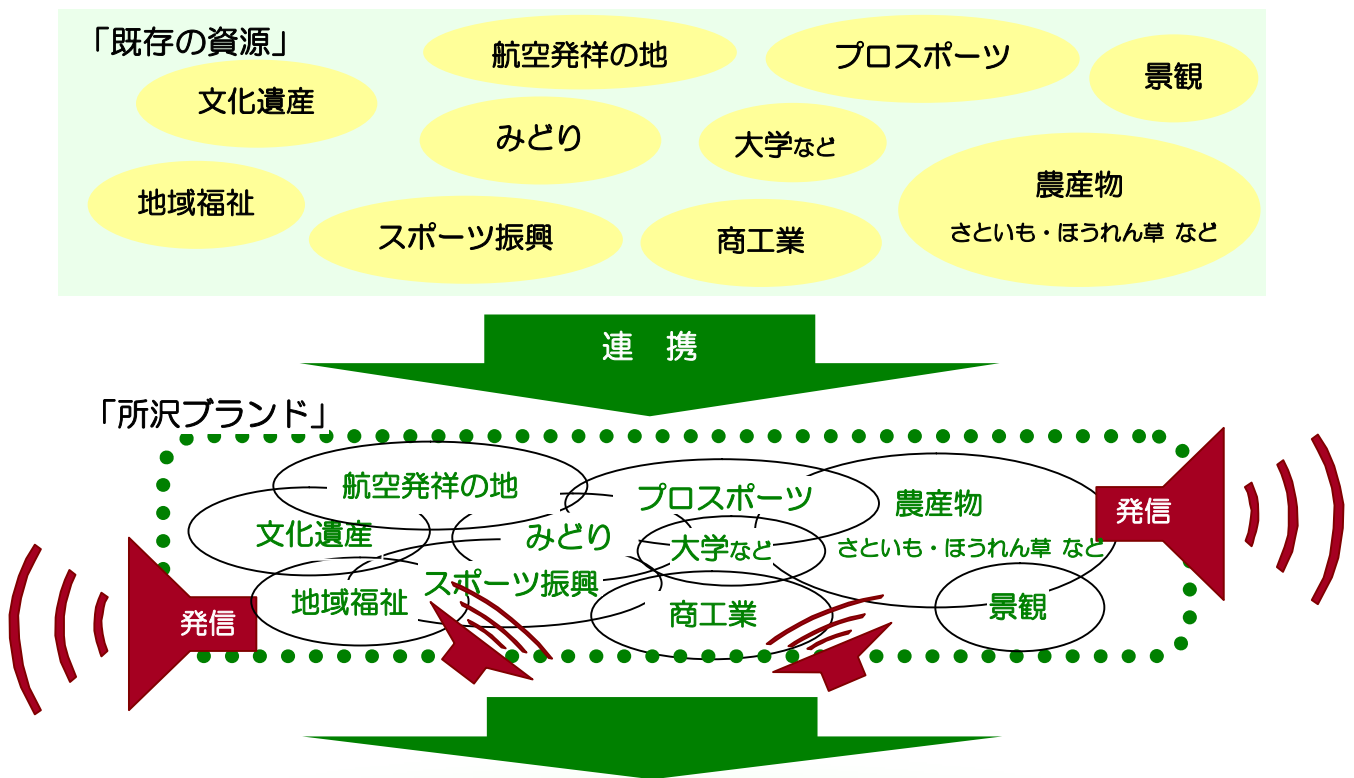 「既存の資源」
航空発祥の地
プロスポーツ
景観
文化遺産
みどり
大学など
農産物
さといも・ほうれん草 など
地域福祉
スポーツ振興
商工業
連 携
「所沢ブランド」
航空発祥の地
プロスポーツ
農産物
発信
文化遺産
みどり
大学など
さといも・ほうれん草 など
スポーツ振興
地域福祉
商工業
景観
発信